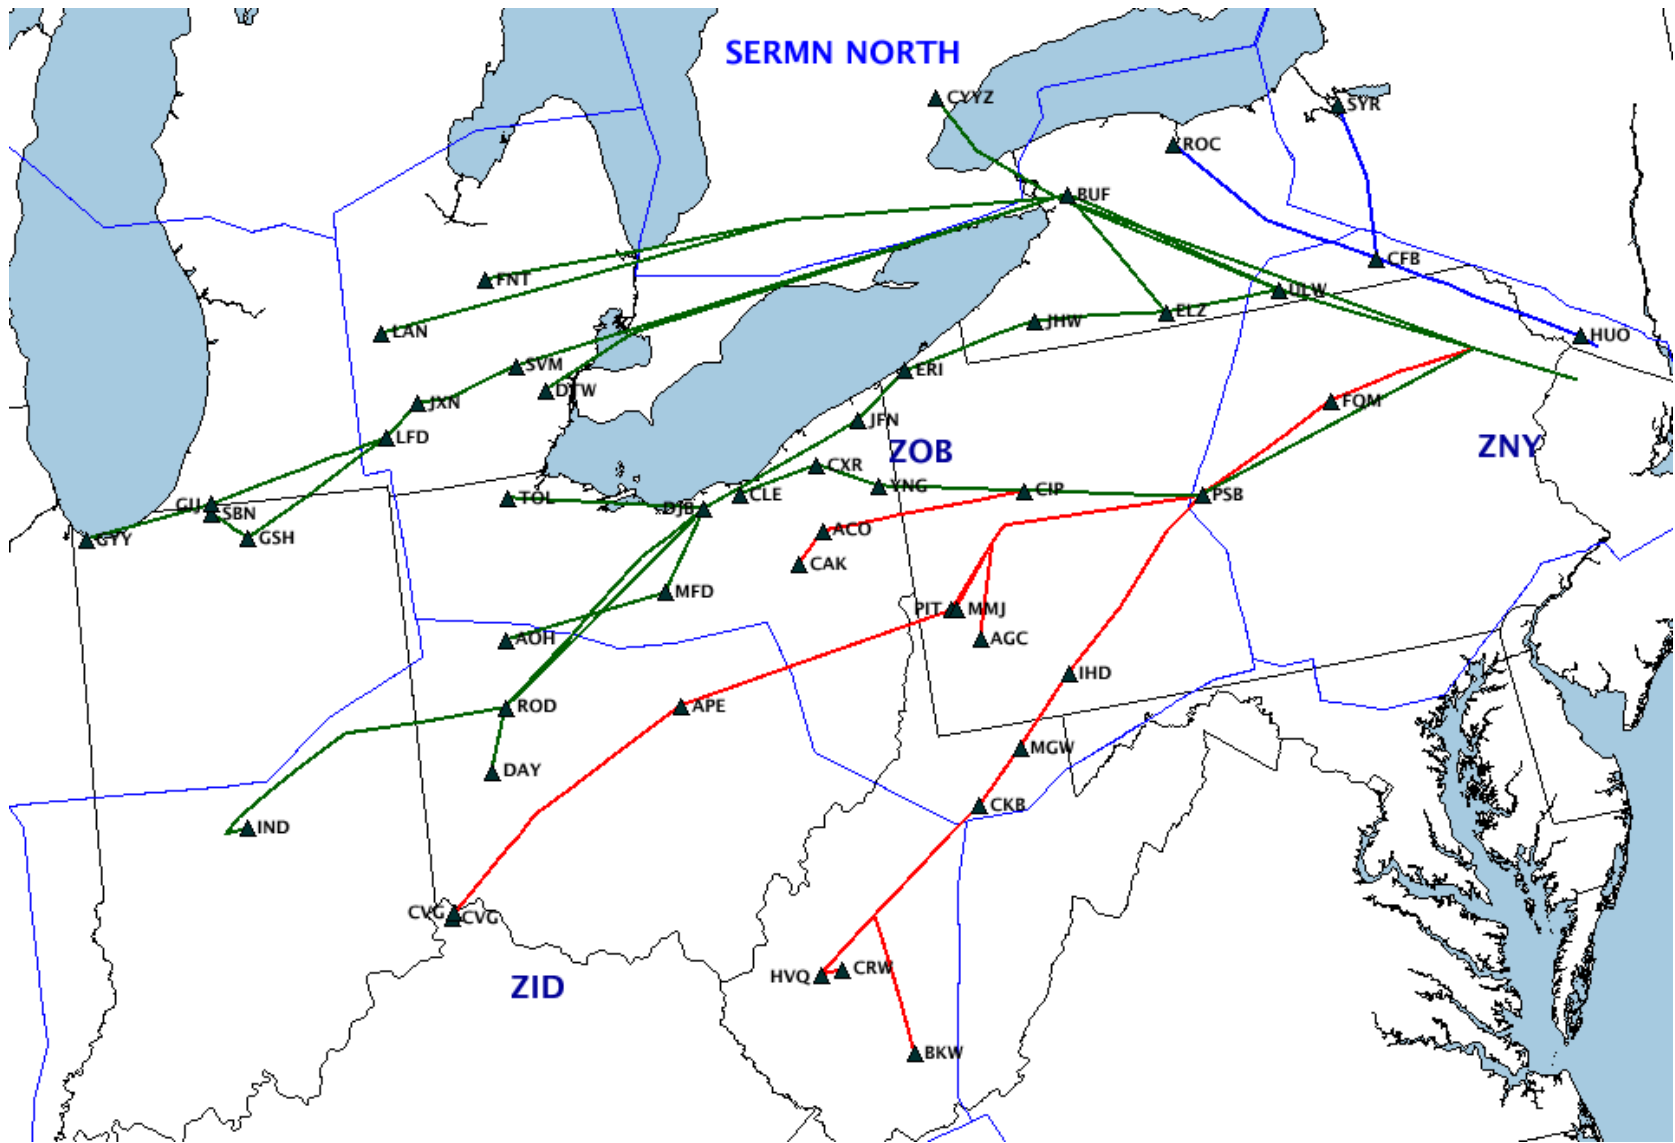 SERMN NORTH
CYYZ
SYR
ROC
BUF
CFB
FNT
ULW
ELZ
JHW
LAN
HUO
SVM
ERI
DTW
JXN
FQM
JFN
LFD
ZOB
ZNY
CXR
YNG
CIP
PSB
TOL
CLE
GIJ
SBN
DJB
ACO
GYY
GSH
CAK
MFD
PIT
MMJ
AOH
AGC
IHD
ROD
APE
MGW
DAY
CKB
IND
CVG
CVG
HVQ
CRW
ZID
BKW